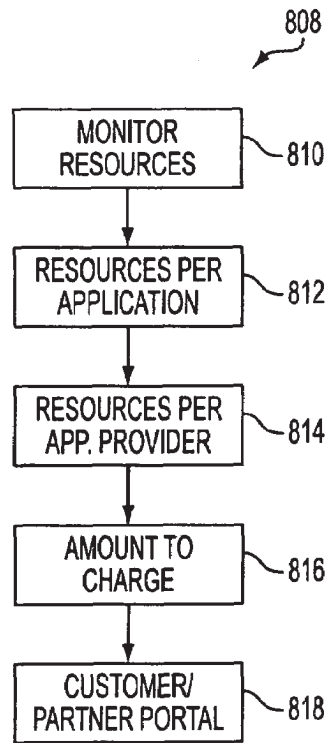 808
MONITOR
RESOURCES
810
RESOURCES PER
APPLICATION
812
RESOURCES PER
APP. PROVIDER
814
AMOUNT TO
CHARGE
816
CUSTOMER/
PARTNER PORTAL
818